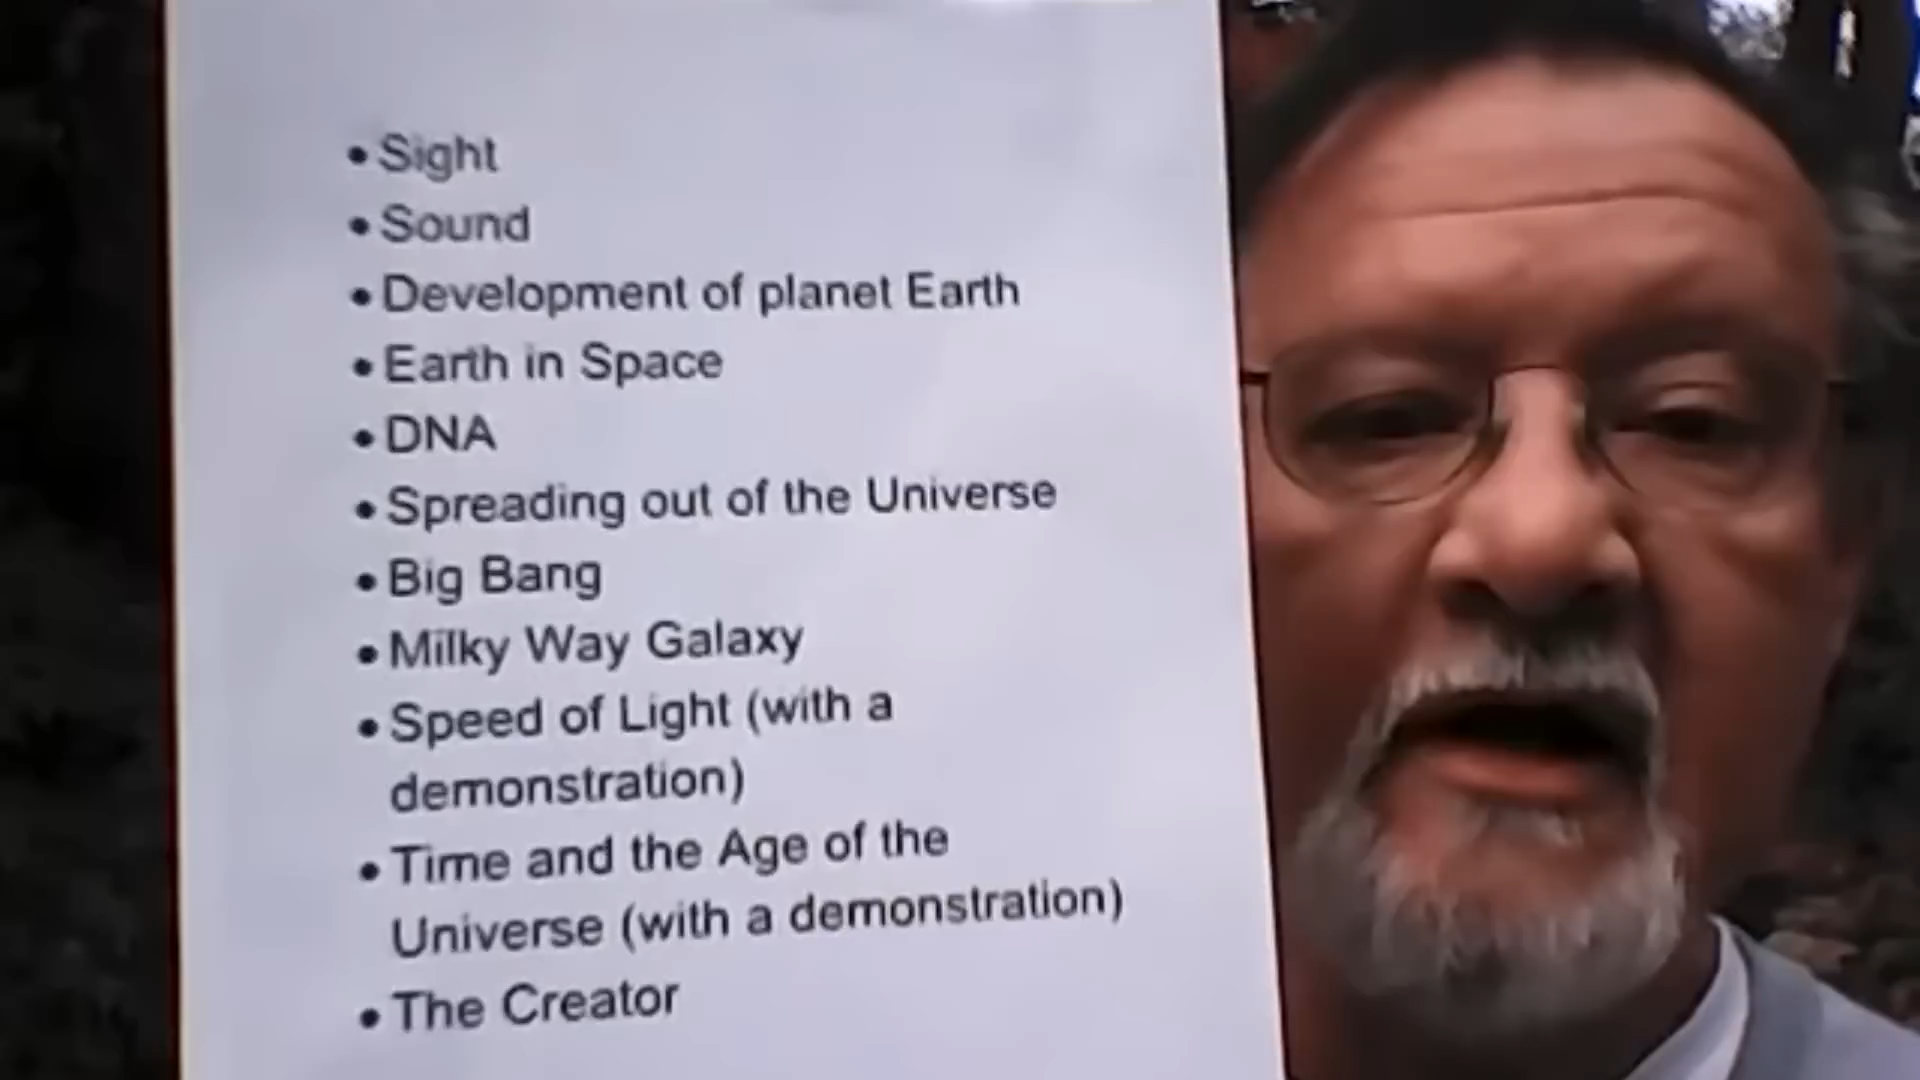 • Sight
• Sound
• Development of planet Earth
• Earth in Space
• DNA
• Spreading out of the Universe
• Big Bang
• Milky Way Galaxy
• Speed of Light (with a
demonstration)
• Time and the Age of the
Universe (with a demonstration)
• The Creator